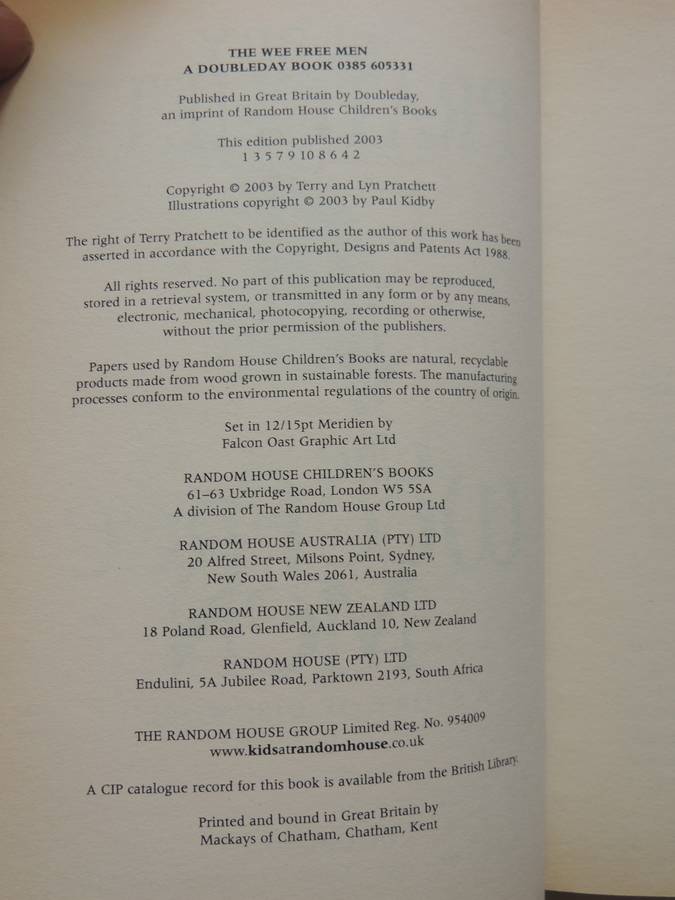 THE WEE FREE MEN
A DOUBLEDAY BOOK 0385 605331
Published in Great Britain by Doubleday,
an imprint of Random House Children's Books
This edition published 2003
1 3 5 7 9 10 8 6 4 2
Copyright © 2003 by Terry and Lyn Pratchett
Illustrations copyright © 2003 by Paul Kidby
The right of Terry Pratchett to be identified as the author of this work has been
asserted in accordance with the Copyright, Designs and Patents Act 1988.
All rights reserved. No part of this publication may be reproduced,
stored in a retrieval system, or transmitted in any form or by any means,
electronic, mechanical, photocopying, recording or otherwise,
without the prior permission of the publishers.
Papers used by Random House Children's Books are natural, recyclable
products made from wood grown in sustainable forests. The manufacturing
processes conform to the environmental regulations of the country of origin.
Set in 12/15pt Meridien by
Falcon Oast Graphic Art Ltd
RANDOM HOUSE CHILDREN'S BOOKS
61–63 Uxbridge Road, London W5 5SA
A division of The Random House Group Ltd
RANDOM HOUSE AUSTRALIA (PTY) LTD
20 Alfred Street, Milsons Point, Sydney,
New South Wales 2061, Australia
RANDOM HOUSE NEW ZEALAND LTD
18 Poland Road, Glenfield, Auckland 10, New Zealand
RANDOM HOUSE (PTY) LTD
Endulini, 5A Jubilee Road, Parktown 2193, South Africa
THE RANDOM HOUSE GROUP Limited Reg. No. 954009
www.kidsatrandomhouse.co.uk
A CIP catalogue record for this book is available from the British Library.
Printed and bound in Great Britain by
Mackays of Chatham, Chatham, Kent